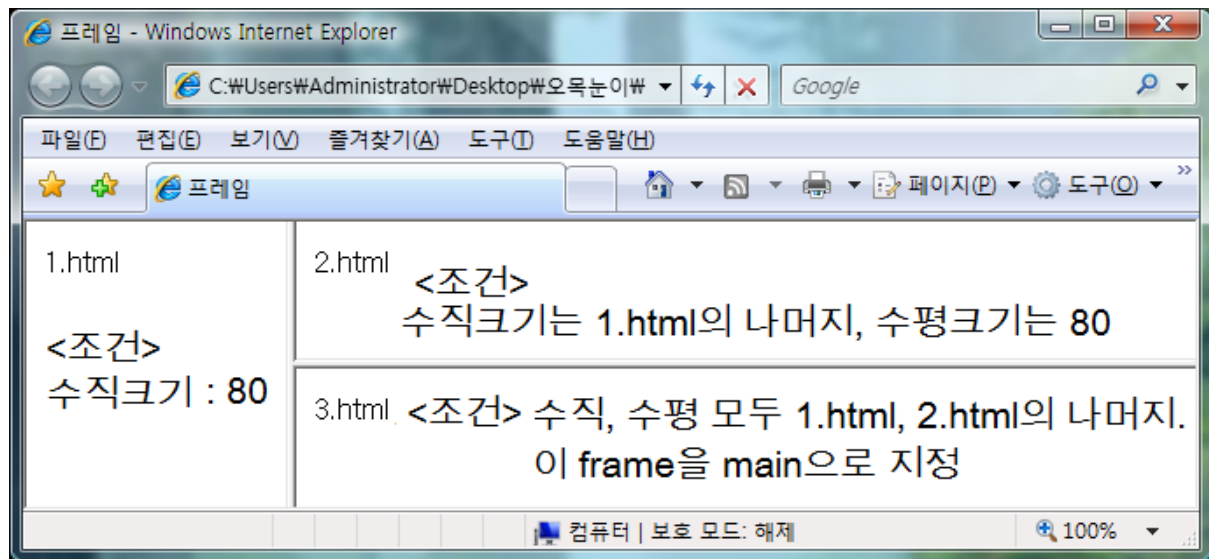 프레임 - Windows Internet Explorer
C:₩Users₩Administrator₩Desktop₩오목눈이₩
Google
파일(F) 편집(E) 보기(V) 즐겨찾기(A) 도구(T) 도움말(H)
프레임
페이지(P) 도구(O)
1.html
<조건>
수직크기 : 80
2.html
<조건>
수직크기는 1.html의 나머지, 수평크기는 80
3.html <조건> 수직, 수평 모두 1.html, 2.html의 나머지.
이 frame을 main으로 지정
컴퓨터 | 보호 모드: 해제
100%